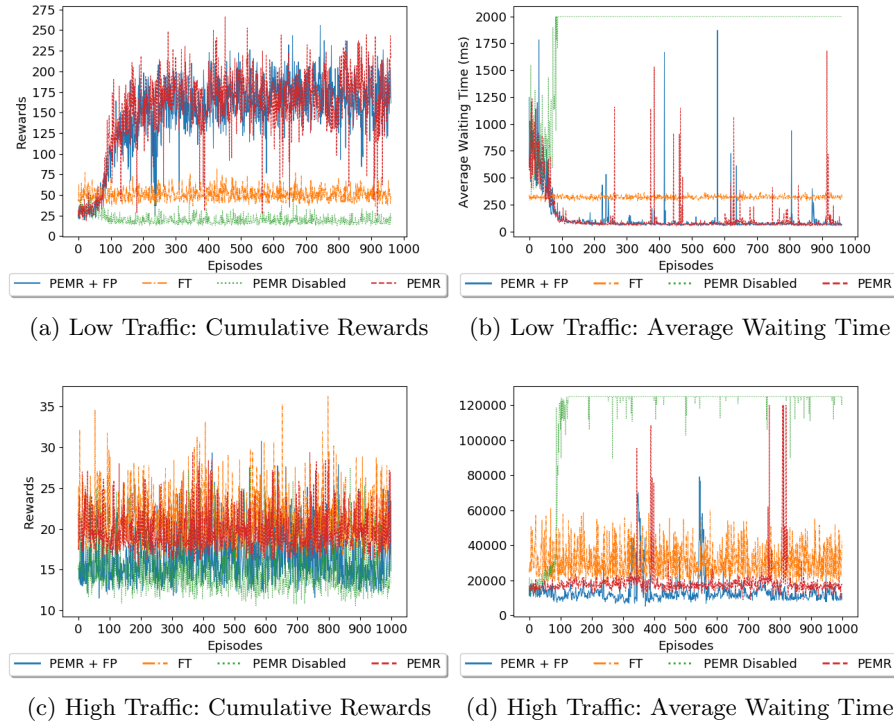 275
250
225
200
175
150
125
100
75
50
25
0
Rewards
0 100 200 300 400 500 600 700 800 900 1000
Episodes
PEMR + FP FT PEMR Disabled PEMR
(a) Low Traffic: Cumulative Rewards
2000
1750
1500
1250
1000
750
500
250
0
Average Waiting Time (ms)
0 100 200 300 400 500 600 700 800 900 1000
Episodes
PEMR + FP FT PEMR Disabled PEMR
(b) Low Traffic: Average Waiting Time
35
30
25
20
15
10
Rewards
0 100 200 300 400 500 600 700 800 900 1000
Episodes
PEMR + FP FT PEMR Disabled PEMR
(c) High Traffic: Cumulative Rewards
120000
100000
80000
60000
40000
20000
0
0 100 200 300 400 500 600 700 800 900 1000
Episodes
PEMR + FP FT PEMR Disabled PEMR
(d) High Traffic: Average Waiting Time